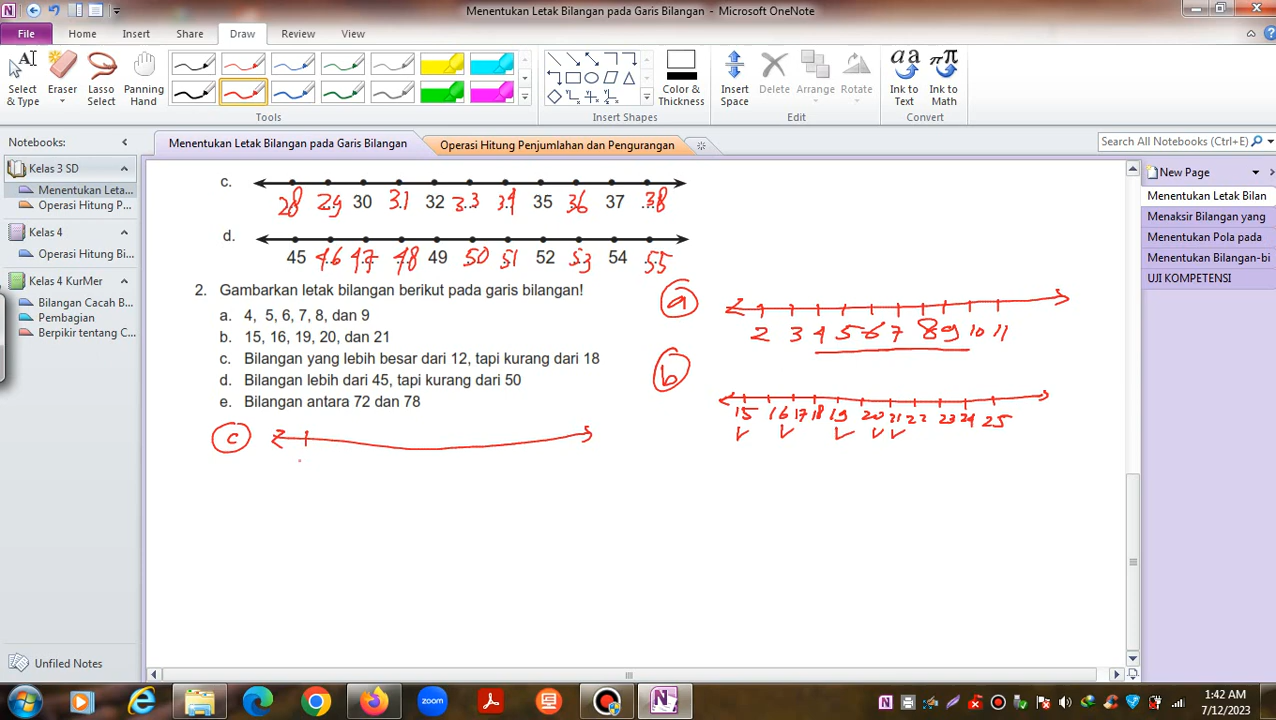 Menentukan Letak Bilangan pada Garis Bilangan - Microsoft OneNote
File Home Insert Share Draw Review View
Select & Type
Eraser
Lasso Select
Panning Hand
Color & Thickness
Insert Space
Delete
Arrange
Rotate
Ink to Text
Ink to Math
Tools
Insert Shapes
Edit
Convert
Notebooks:
Menentukan Letak Bilangan pada Garis Bilangan
Operasi Hitung Penjumlahan dan Pengurangan
Search All Notebooks (Ctrl+E)
Kelas 3 SD
Menentukan Leta...
Operasi Hitung P...
Kelas 4
Operasi Hitung Bi...
Kelas 4 KurMer
Bilangan Cacah B...
Pembagian
Berpikir tentang C...
Unfiled Notes
c.
28 29 30 31 32 33 34 35 36 37 38
d.
45 46 47 48 49 50 51 52 53 54 55
2. Gambarkan letak bilangan berikut pada garis bilangan!
a. 4, 5, 6, 7, 8, dan 9
b. 15, 16, 19, 20, dan 21
c. Bilangan yang lebih besar dari 12, tapi kurang dari 18
d. Bilangan lebih dari 45, tapi kurang dari 50
e. Bilangan antara 72 dan 78
a
2 3 4 5 6 7 8 9 10 11
b
15 16 17 18 19 20 21 22 23 24 25
c
New Page
Menentukan Letak Bilan
Menaksir Bilangan yang
Menentukan Pola pada
Menentukan Bilangan-bi
UJI KOMPETENSI
zoom
1:42 AM
7/12/2023